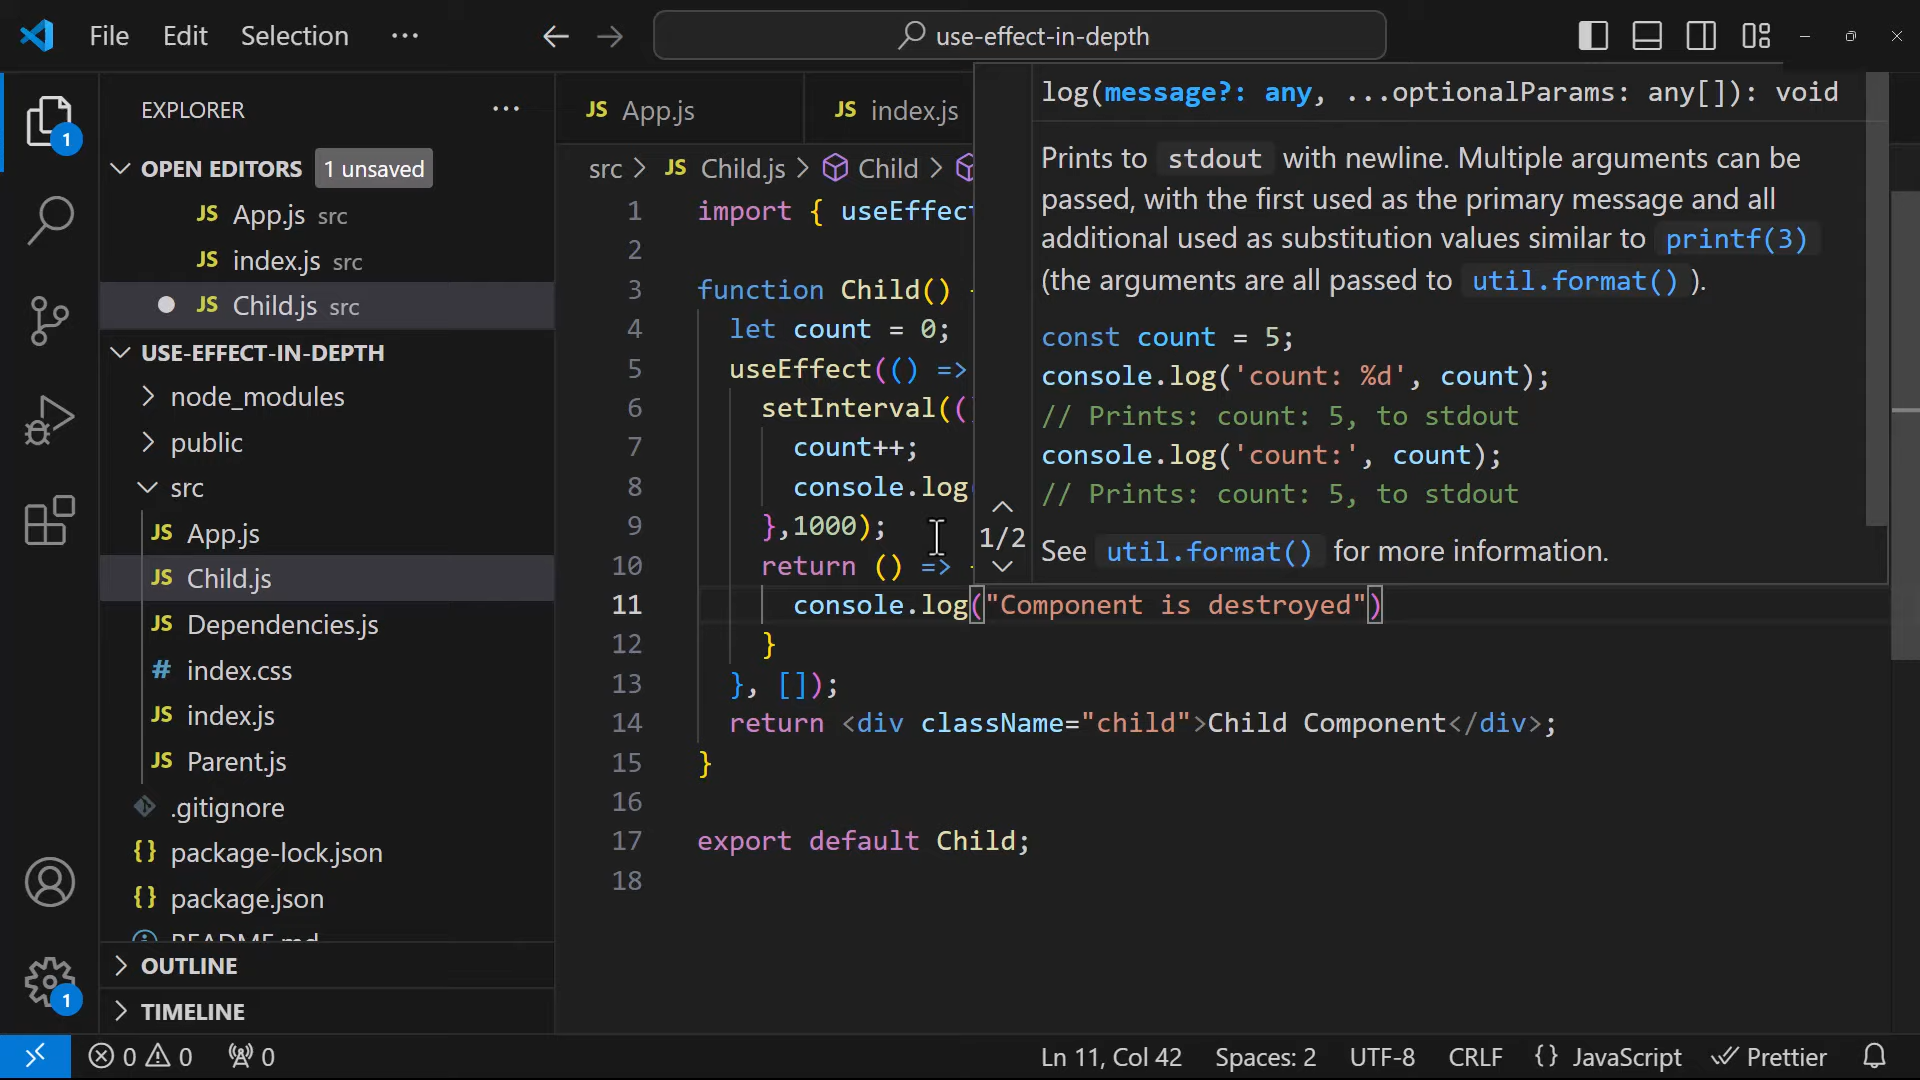 File Edit Selection ··· use-effect-in-depth
EXPLORER ···
1
OPEN EDITORS 1 unsaved
JS App.js src
JS index.js src
JS Child.js src
USE-EFFECT-IN-DEPTH
node_modules
public
src
JS App.js
JS Child.js
JS Dependencies.js
# index.css
JS index.js
JS Parent.js
.gitignore
{} package-lock.json
{} package.json
README.md
OUTLINE
TIMELINE
1
JS App.js JS index.js
src > JS Child.js > Child >
1 import { useEffect
2
3 function Child() {
4 let count = 0;
5 useEffect(() =>
6 setInterval(()
7 count++;
8 console.log(
9 },1000);
10 return () => {
11 console.log("Component is destroyed")
12 }
13 }, []);
14 return <div className="child">Child Component</div>;
15 }
16
17 export default Child;
18
1/2
log(message?: any, ...optionalParams: any[]): void
Prints to stdout with newline. Multiple arguments can be
passed, with the first used as the primary message and all
additional used as substitution values similar to printf(3)
(the arguments are all passed to util.format() ).
const count = 5;
console.log('count: %d', count);
// Prints: count: 5, to stdout
console.log('count:', count);
// Prints: count: 5, to stdout
See util.format() for more information.
0 0 0 Ln 11, Col 42 Spaces: 2 UTF-8 CRLF {} JavaScript Prettier